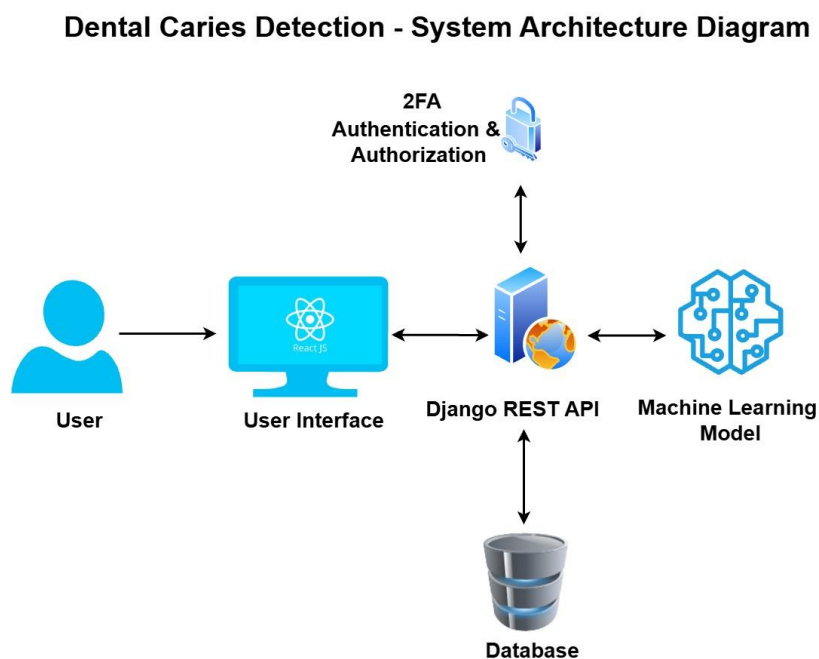 Dental Caries Detection - System Architecture Diagram
2FA
Authentication &
Authorization
React JS
User
User Interface
Django REST API
Machine Learning
Model
Database